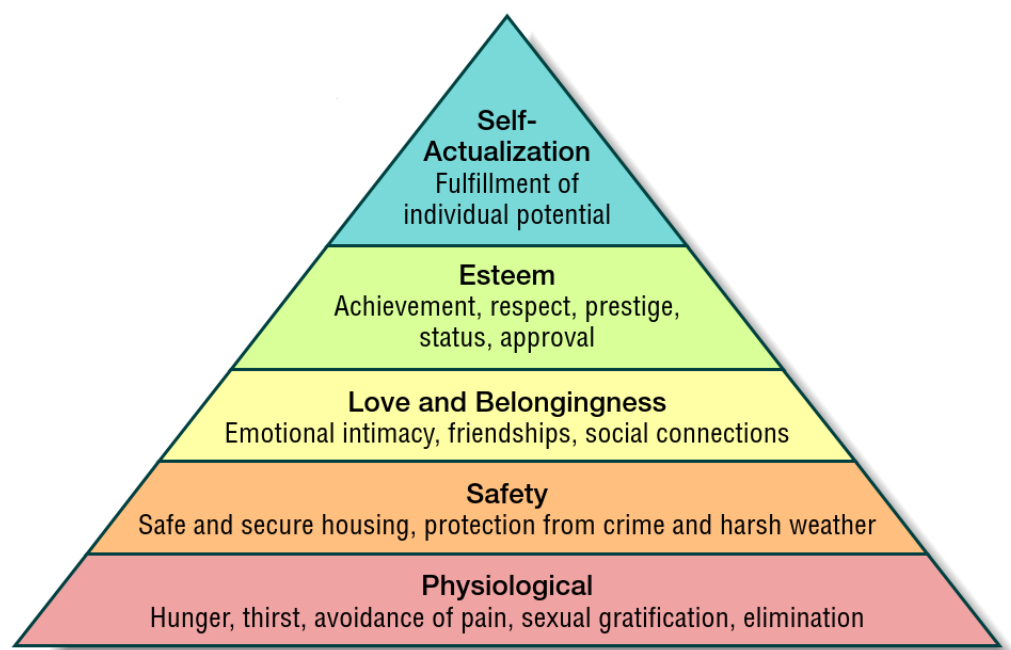 Self-
Actualization
Fulfillment of
individual potential
Esteem
Achievement, respect, prestige,
status, approval
Love and Belongingness
Emotional intimacy, friendships, social connections
Safety
Safe and secure housing, protection from crime and harsh weather
Physiological
Hunger, thirst, avoidance of pain, sexual gratification, elimination